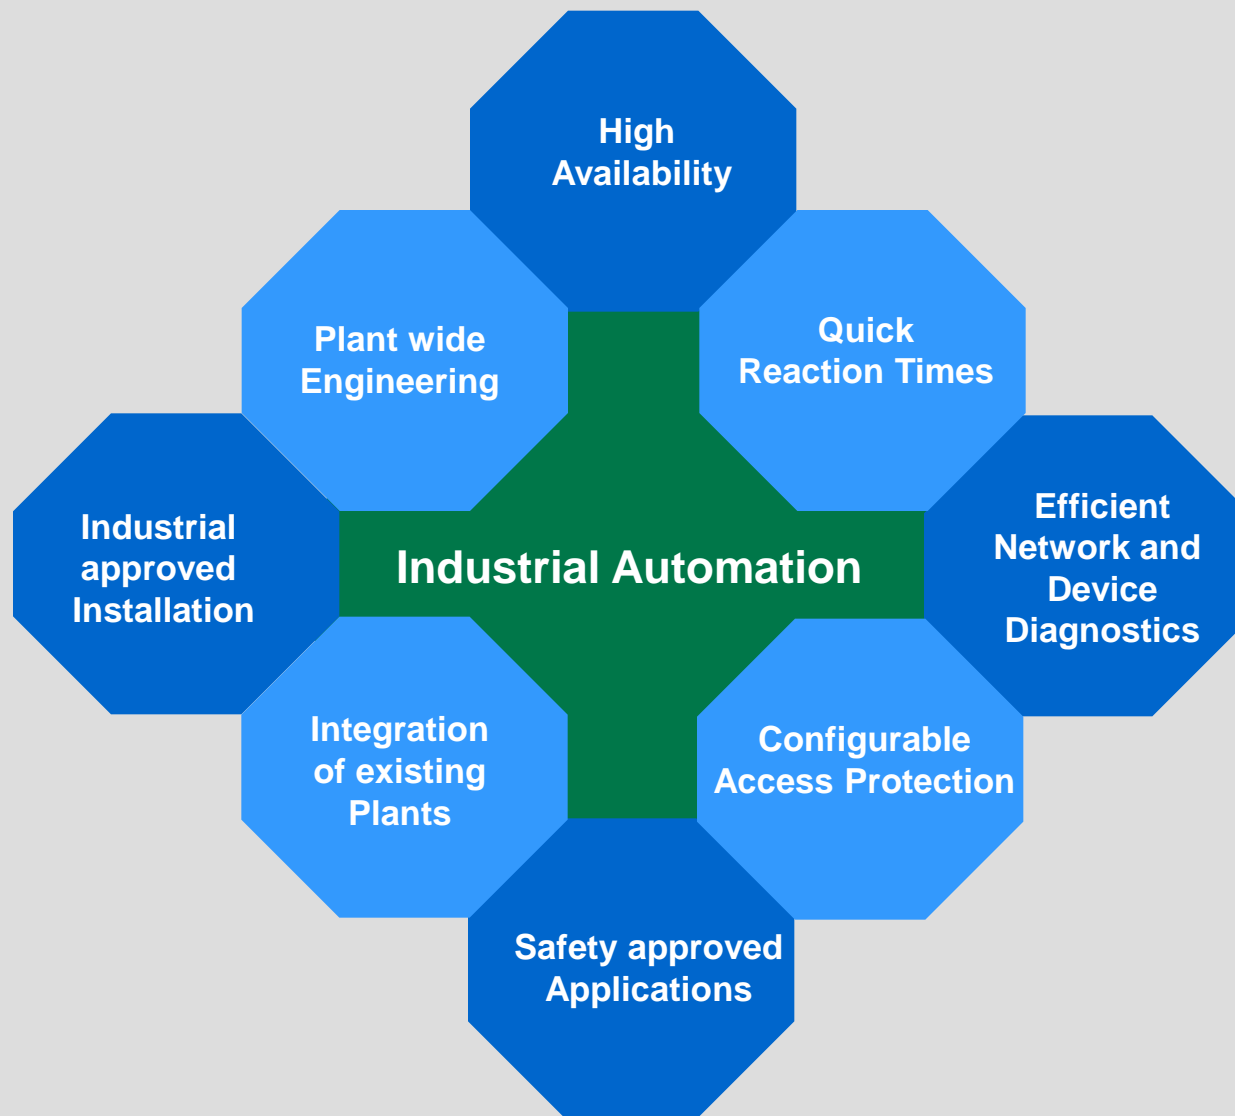 High
Availability
Plant wide
Engineering
Quick
Reaction Times
Industrial
approved
Installation
Industrial Automation
Efficient
Network and
Device
Diagnostics
Integration
of existing
Plants
Configurable
Access Protection
Safety approved
Applications